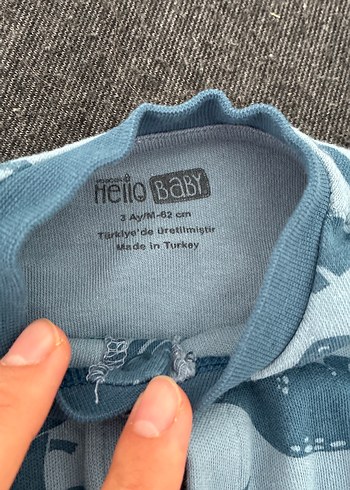 Hello BABY
3 Ay/M-62 cm
Türkiye'de üretilmiştir
Made in Turkey